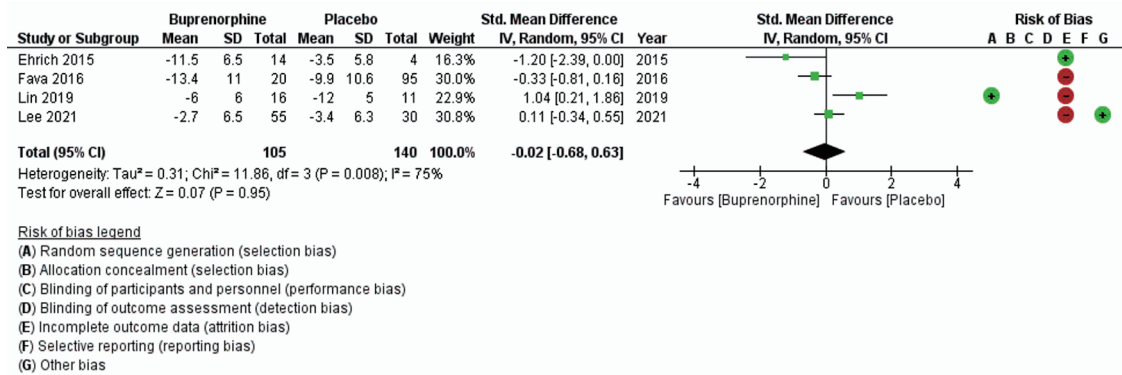 Buprenorphine Placebo Std. Mean Difference Std. Mean Difference Risk of Bias
Study or Subgroup Mean SD Total Mean SD Total Weight IV, Random, 95% CI Year IV, Random, 95% CI A B C D E F G
Ehrich 2015 -11.5 6.5 14 -3.5 5.8 4 16.3% -1.20 [-2.39, 0.00] 2015 +
Fava 2016 -13.4 11 20 -9.9 10.6 95 30.0% -0.33 [-0.81, 0.16] 2016 -
Lin 2019 -6 6 16 -12 5 11 22.9% 1.04 [0.21, 1.86] 2019 + -
Lee 2021 -2.7 6.5 55 -3.4 6.3 30 30.8% 0.11 [-0.34, 0.55] 2021 - +
Total (95% CI) 105 140 100.0% -0.02 [-0.68, 0.63]
Heterogeneity: Tau² = 0.31; Chi² = 11.86, df = 3 (P = 0.008); I² = 75%
Test for overall effect: Z = 0.07 (P = 0.95)
-4 -2 0 2 4
Favours [Buprenorphine] Favours [Placebo]
Risk of bias legend
(A) Random sequence generation (selection bias)
(B) Allocation concealment (selection bias)
(C) Blinding of participants and personnel (performance bias)
(D) Blinding of outcome assessment (detection bias)
(E) Incomplete outcome data (attrition bias)
(F) Selective reporting (reporting bias)
(G) Other bias